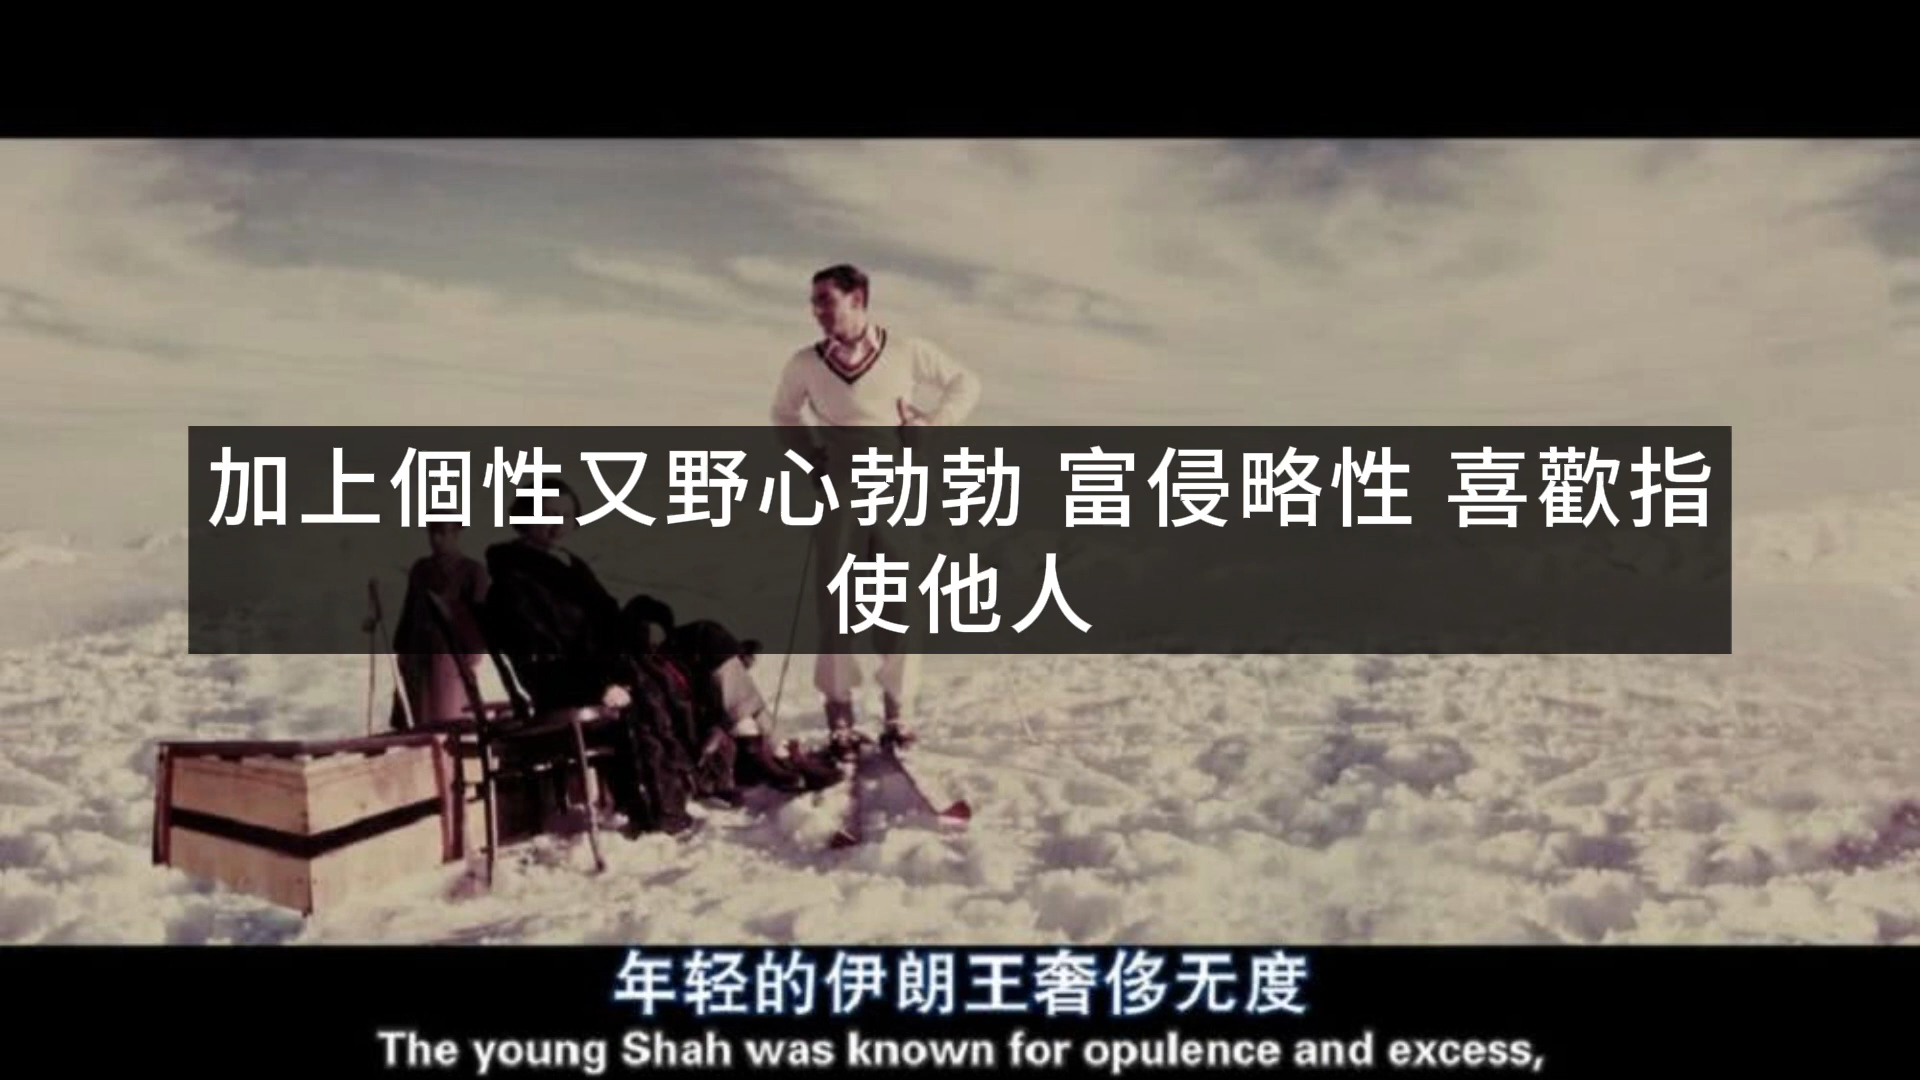 加上個性又野心勃勃 富侵略性 喜歡指
使他人
年轻的伊朗王奢侈无度
The young Shah was known for opulence and excess,